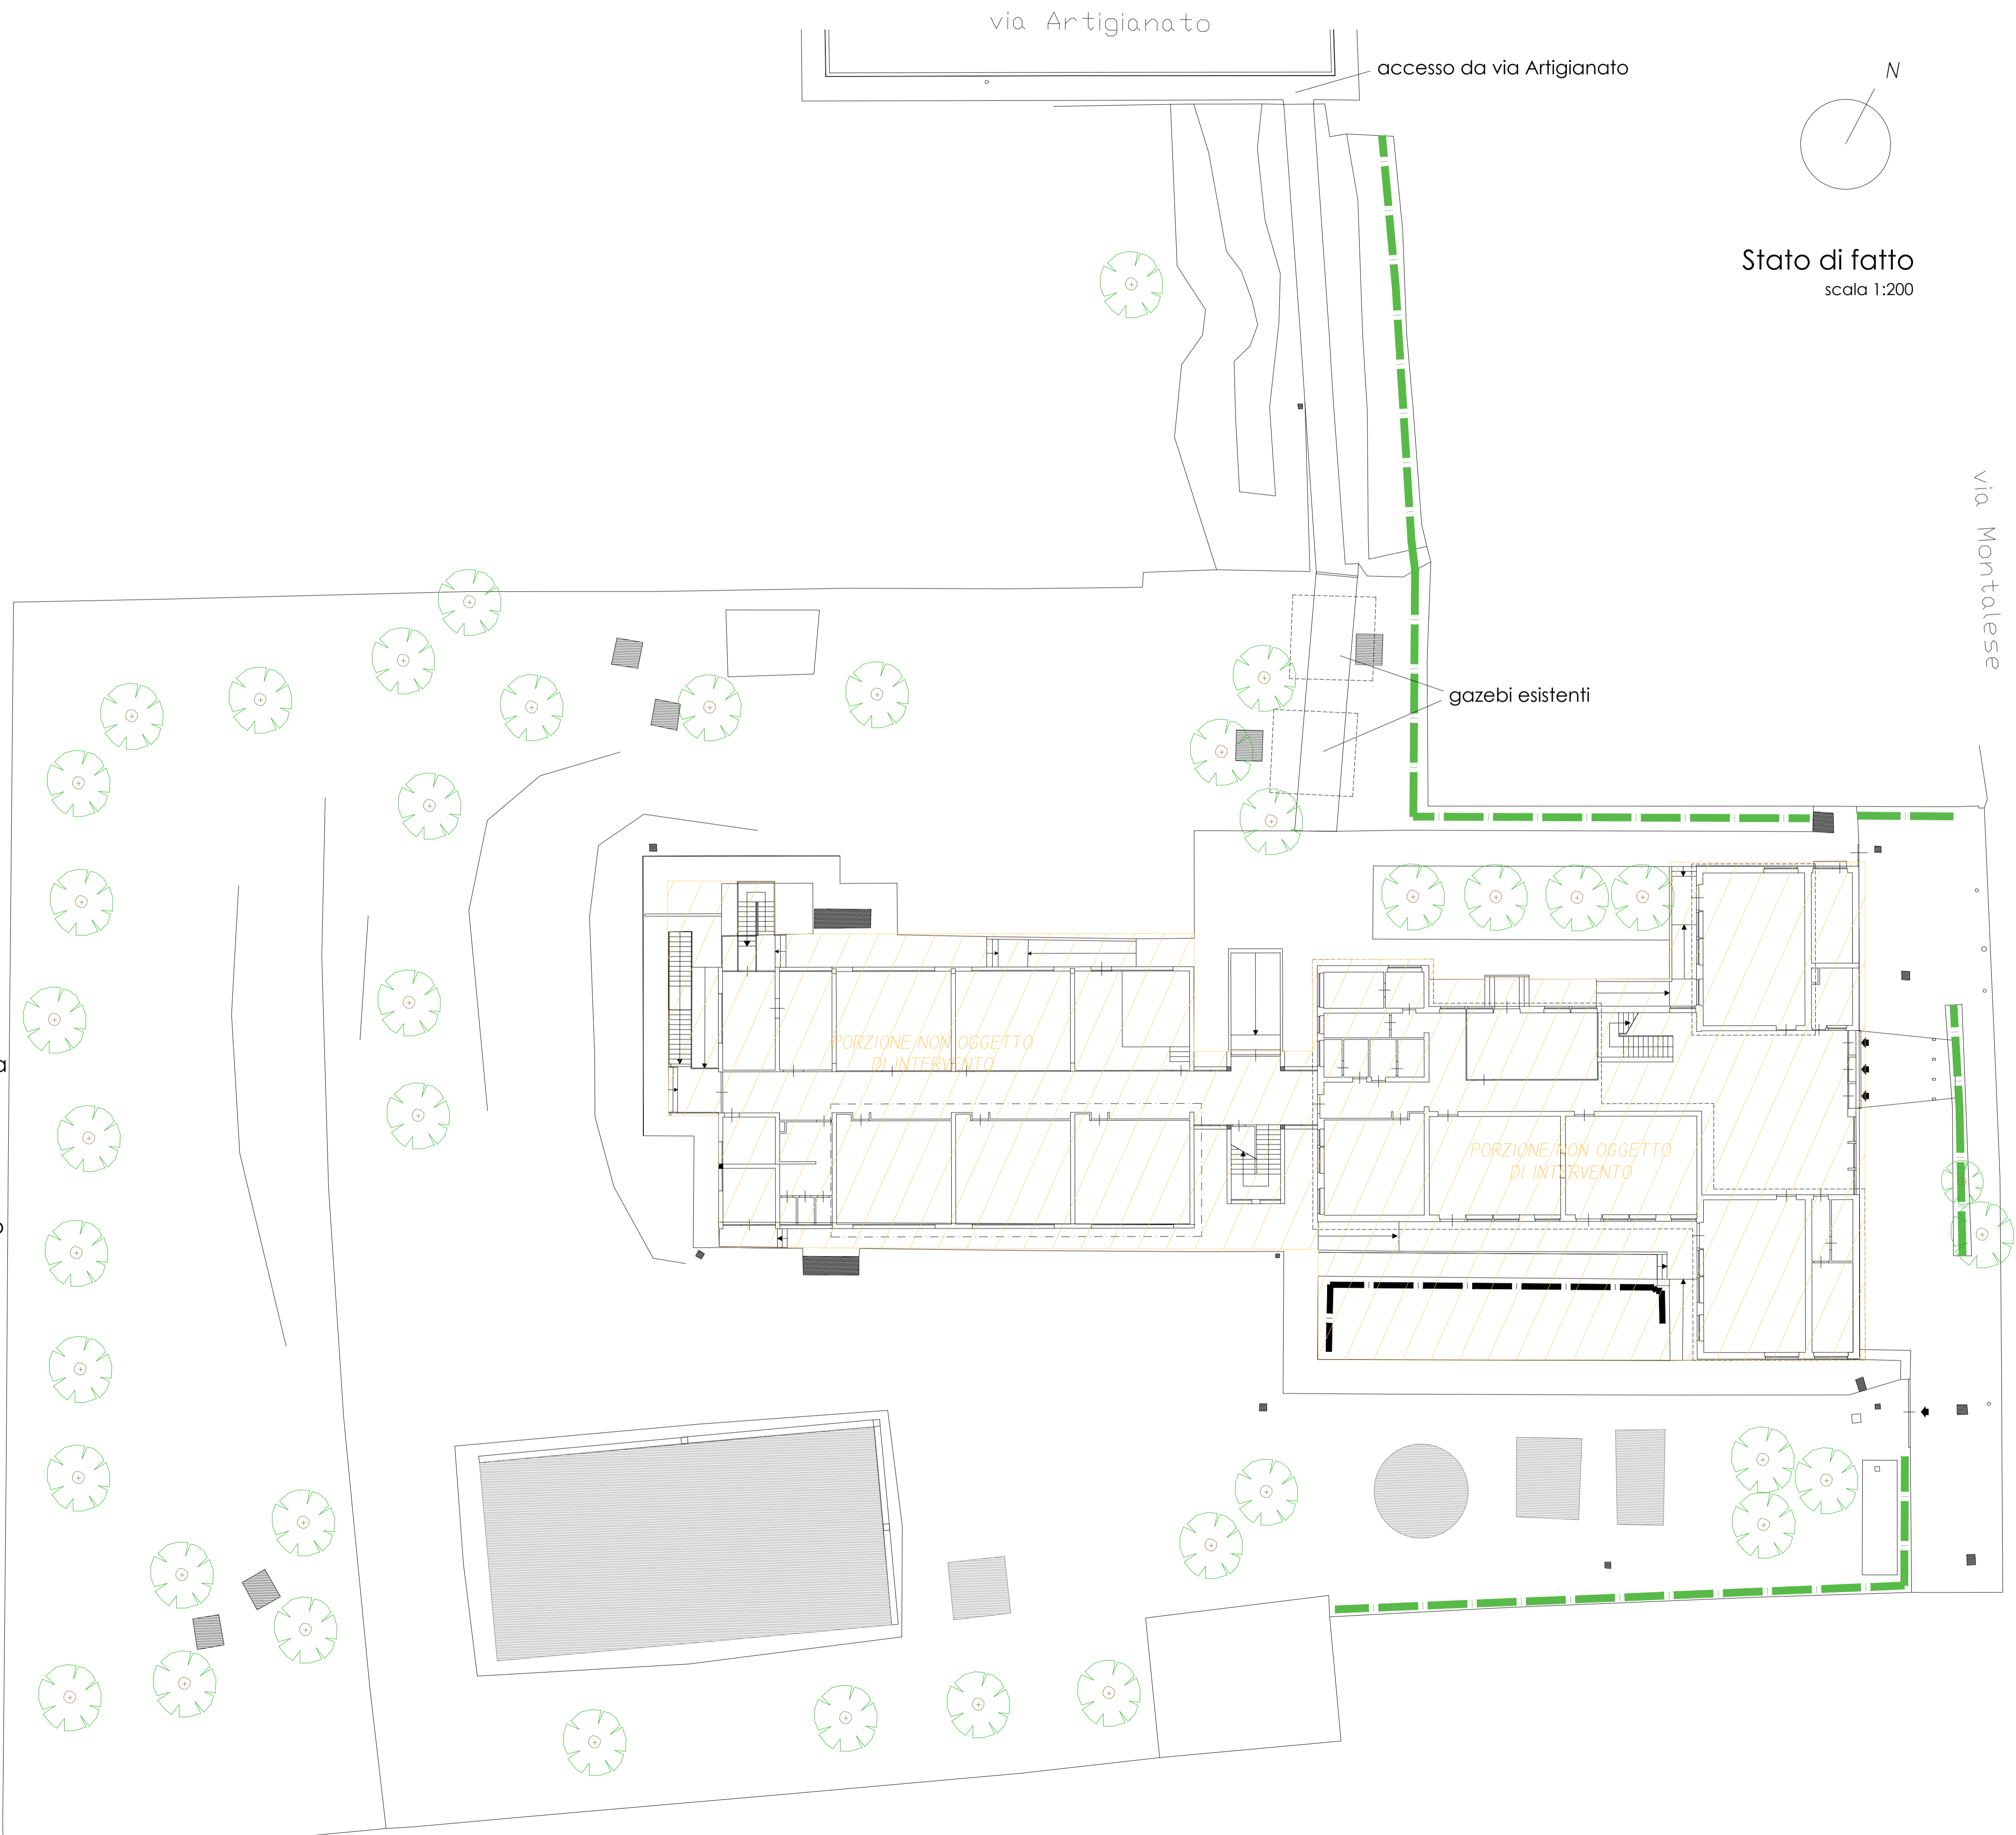 via Artigianato
accesso da via Artigianato
N
Stato di fatto
scala 1:200
via Montalese
gazebi esistenti
PORZIONE NON OGGETTO
DI INTERVENTO
PORZIONE NON OGGETTO
DI INTERVENTO